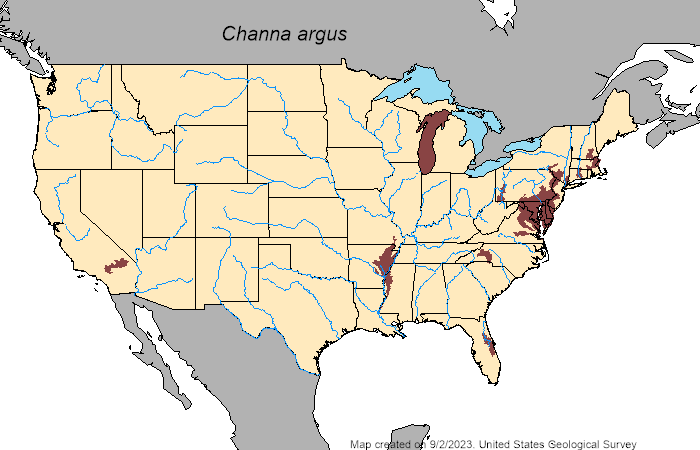 Channa argus
Map created on 9/2/2023. United States Geological Survey